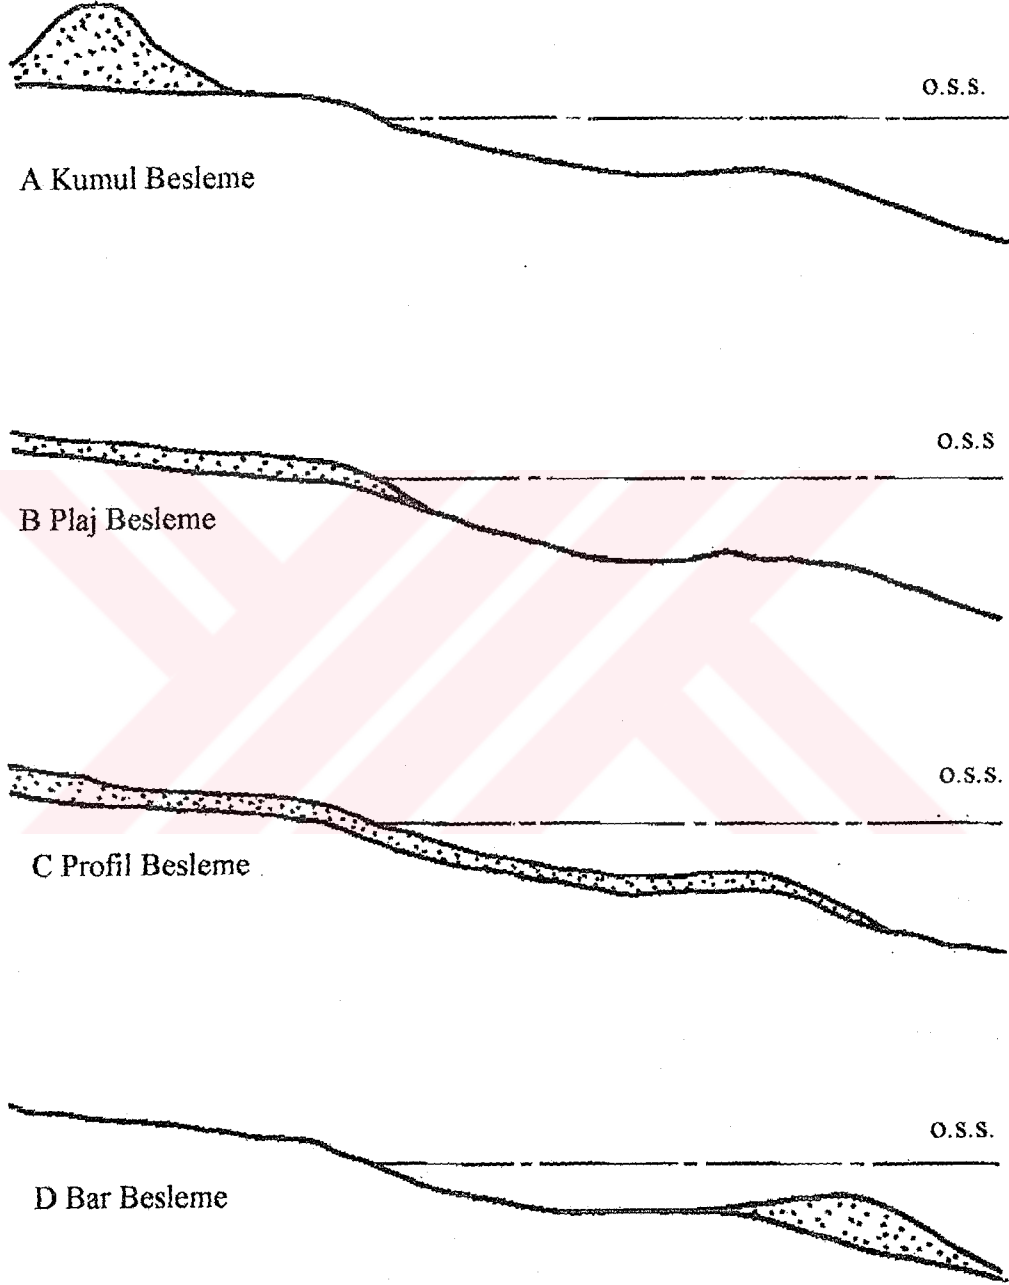 O.S.S.
A Kumul Besleme
O.S.S
B Plaj Besleme
O.S.S.
C Profil Besleme
O.S.S.
D Bar Besleme